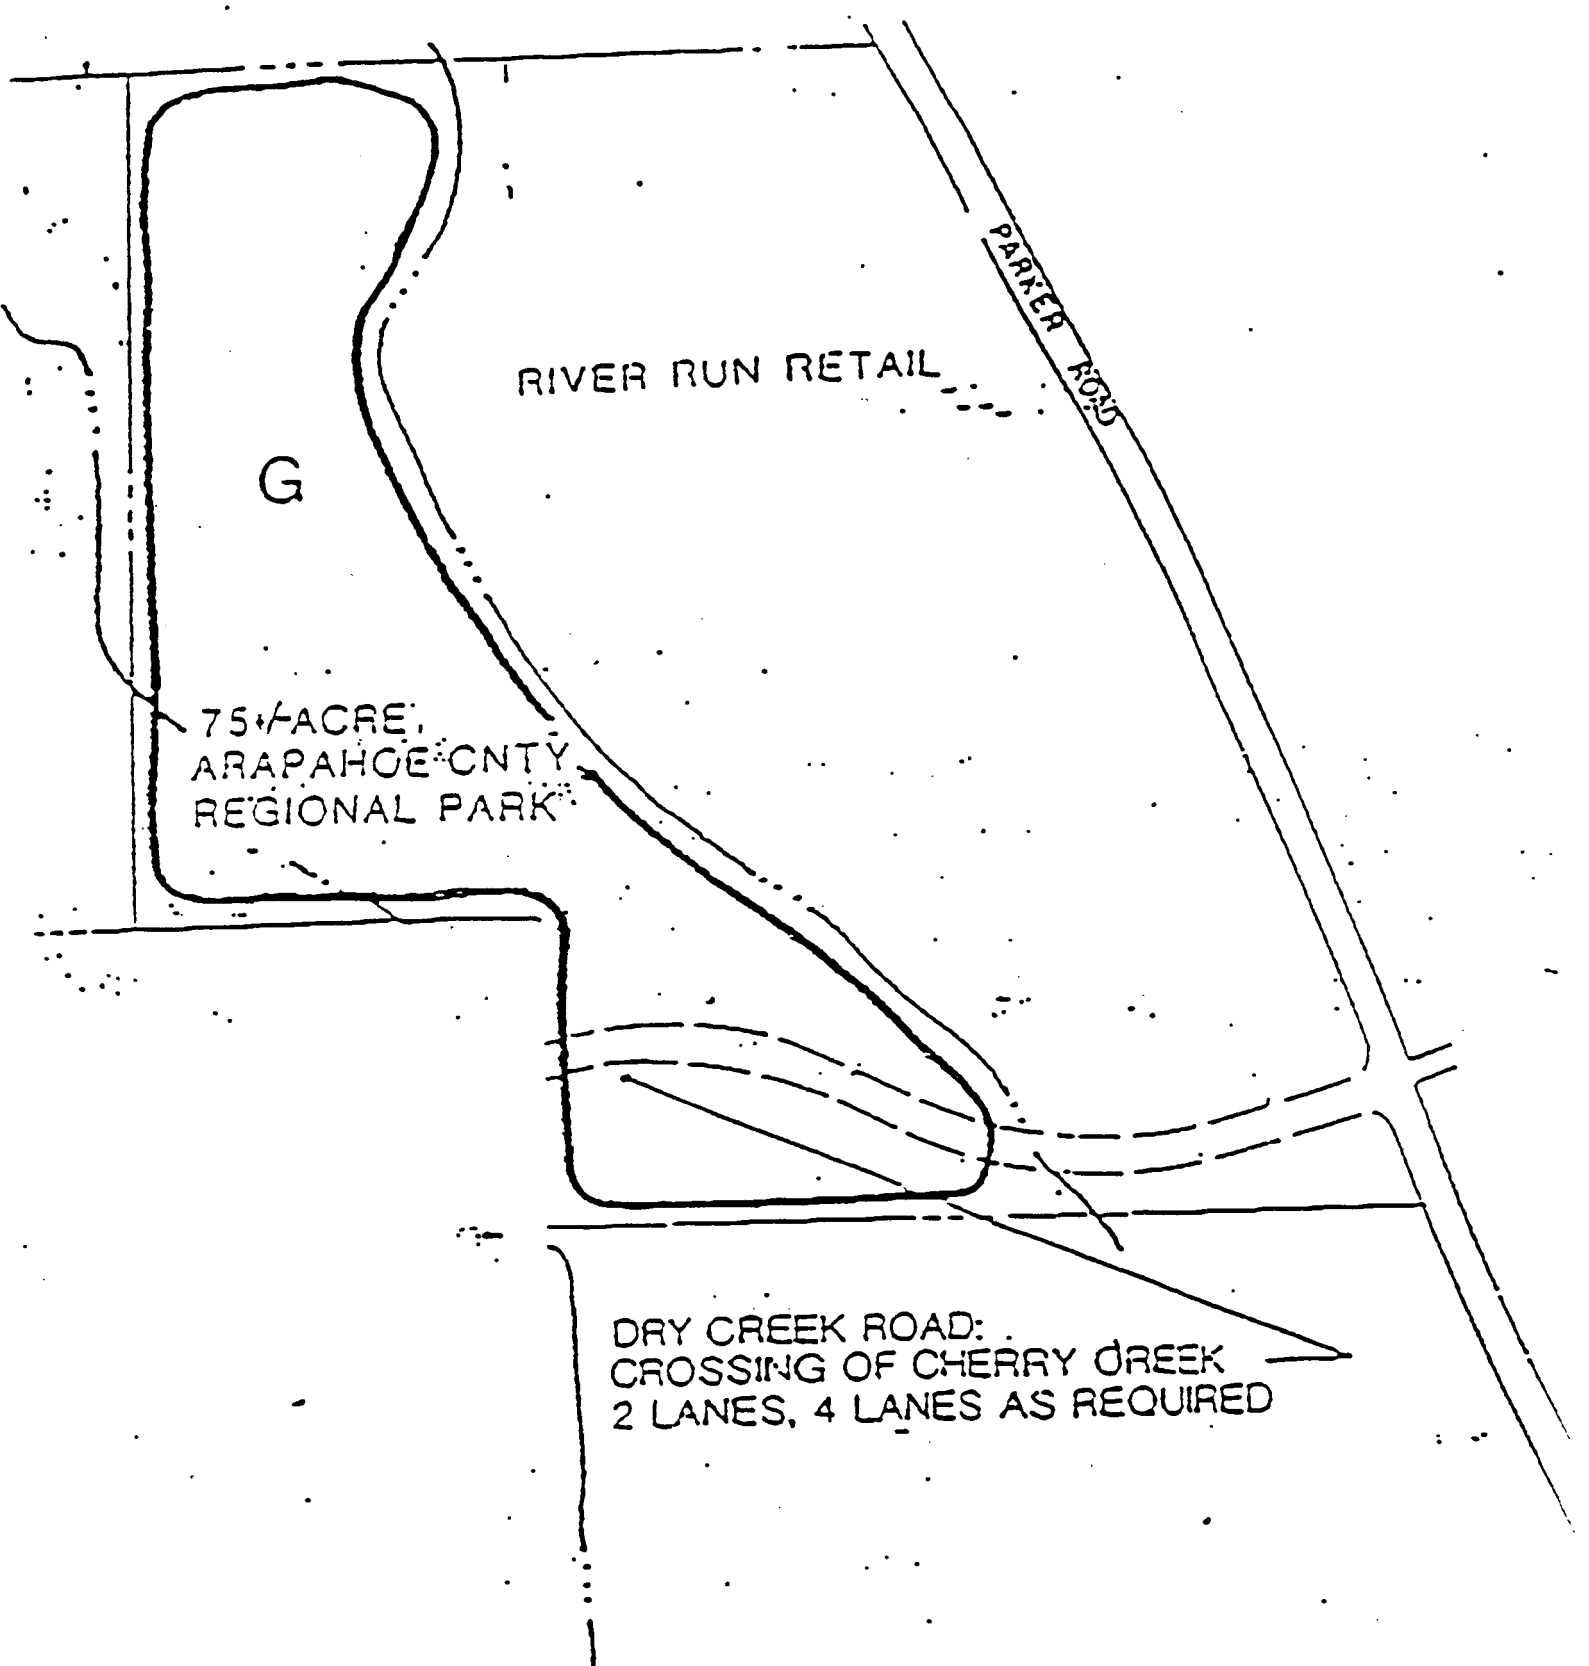 PARKER ROAD
RIVER RUN RETAIL
G
75+/-ACRE
ARAPAHOE CNTY
REGIONAL PARK
DRY CREEK ROAD:
CROSSING OF CHERRY CREEK
2 LANES, 4 LANES AS REQUIRED